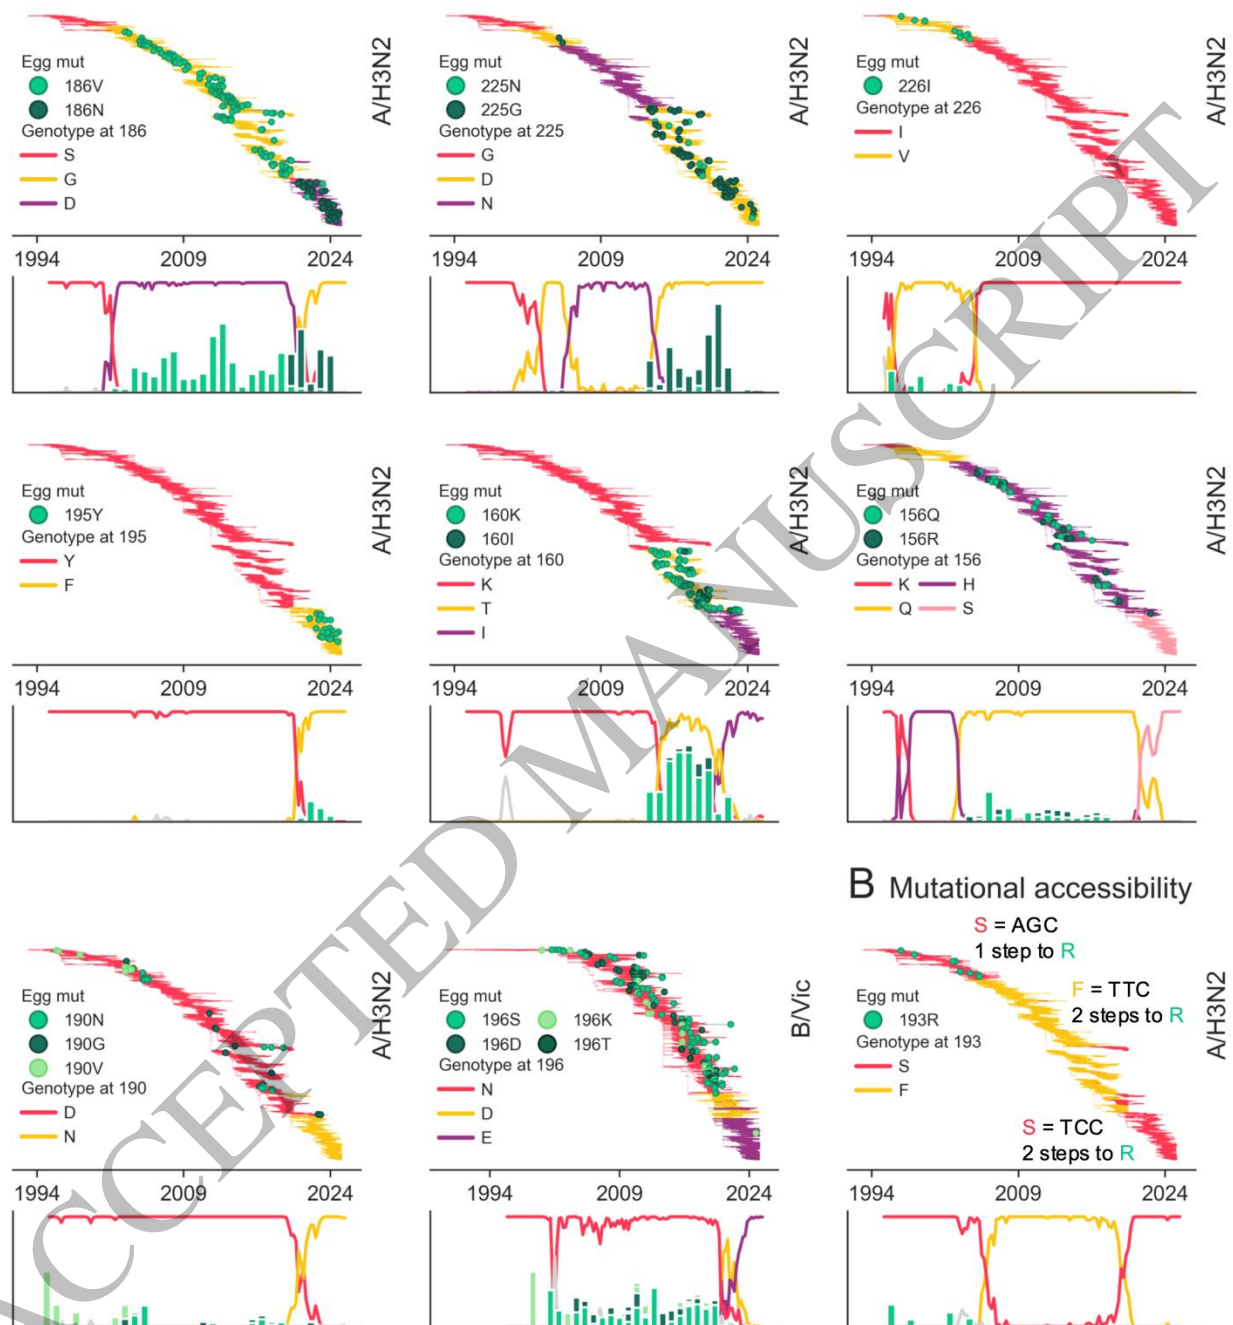 Egg mut
186V
186N
Genotype at 186
S
G
D
A/H3N2
1994 2009 2024
Egg mut
225N
225G
Genotype at 225
G
D
N
A/H3N2
1994 2009 2024
Egg mut
226I
Genotype at 226
I
V
A/H3N2
1994 2009 2024
Egg mut
195Y
Genotype at 195
Y
F
A/H3N2
1994 2009 2024
Egg mut
160K
160I
Genotype at 160
K
T
I
A/H3N2
1994 2009 2024
Egg mut
156Q
156R
Genotype at 156
K H
Q S
A/H3N2
1994 2009 2024
Egg mut
190N
190G
190V
Genotype at 190
D
N
A/H3N2
1994 2009 2024
Egg mut
196S 196K
196D 196T
Genotype at 196
N
D
E
B/Vic
1994 2009 2024
B Mutational accessibility
S = AGC
1 step to R
F = TTC
2 steps to R
Egg mut
193R
Genotype at 193
S
F
S = TCC
2 steps to R
A/H3N2
1994 2009 2024
ACCEPTED MANUSCRIPT